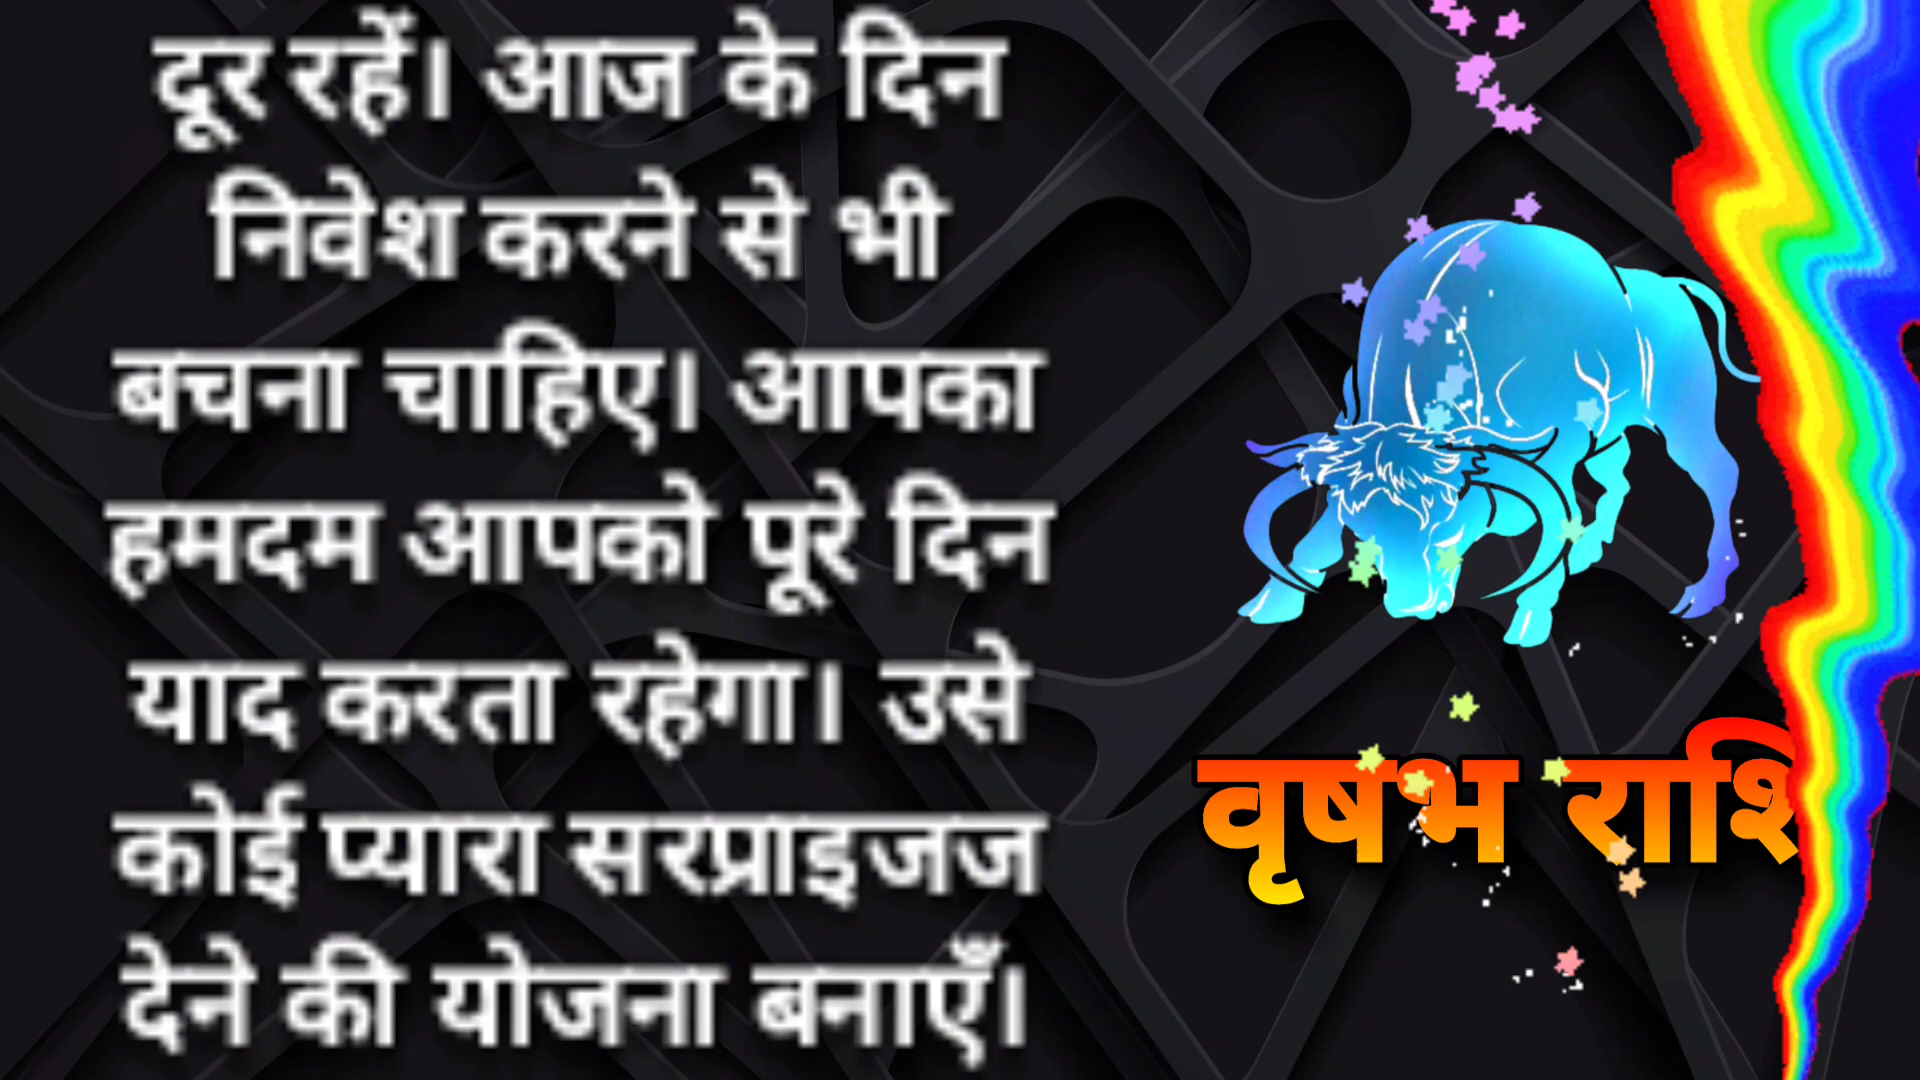 दूर रहें। आज के दिन
निवेश करने से भी
बचना चाहिए। आपका
हमदम आपको पूरे दिन
याद करता रहेगा। उसे
कोई प्यारा सरप्राइजज
देने की योजना बनाएँ।
वृषभ राशि